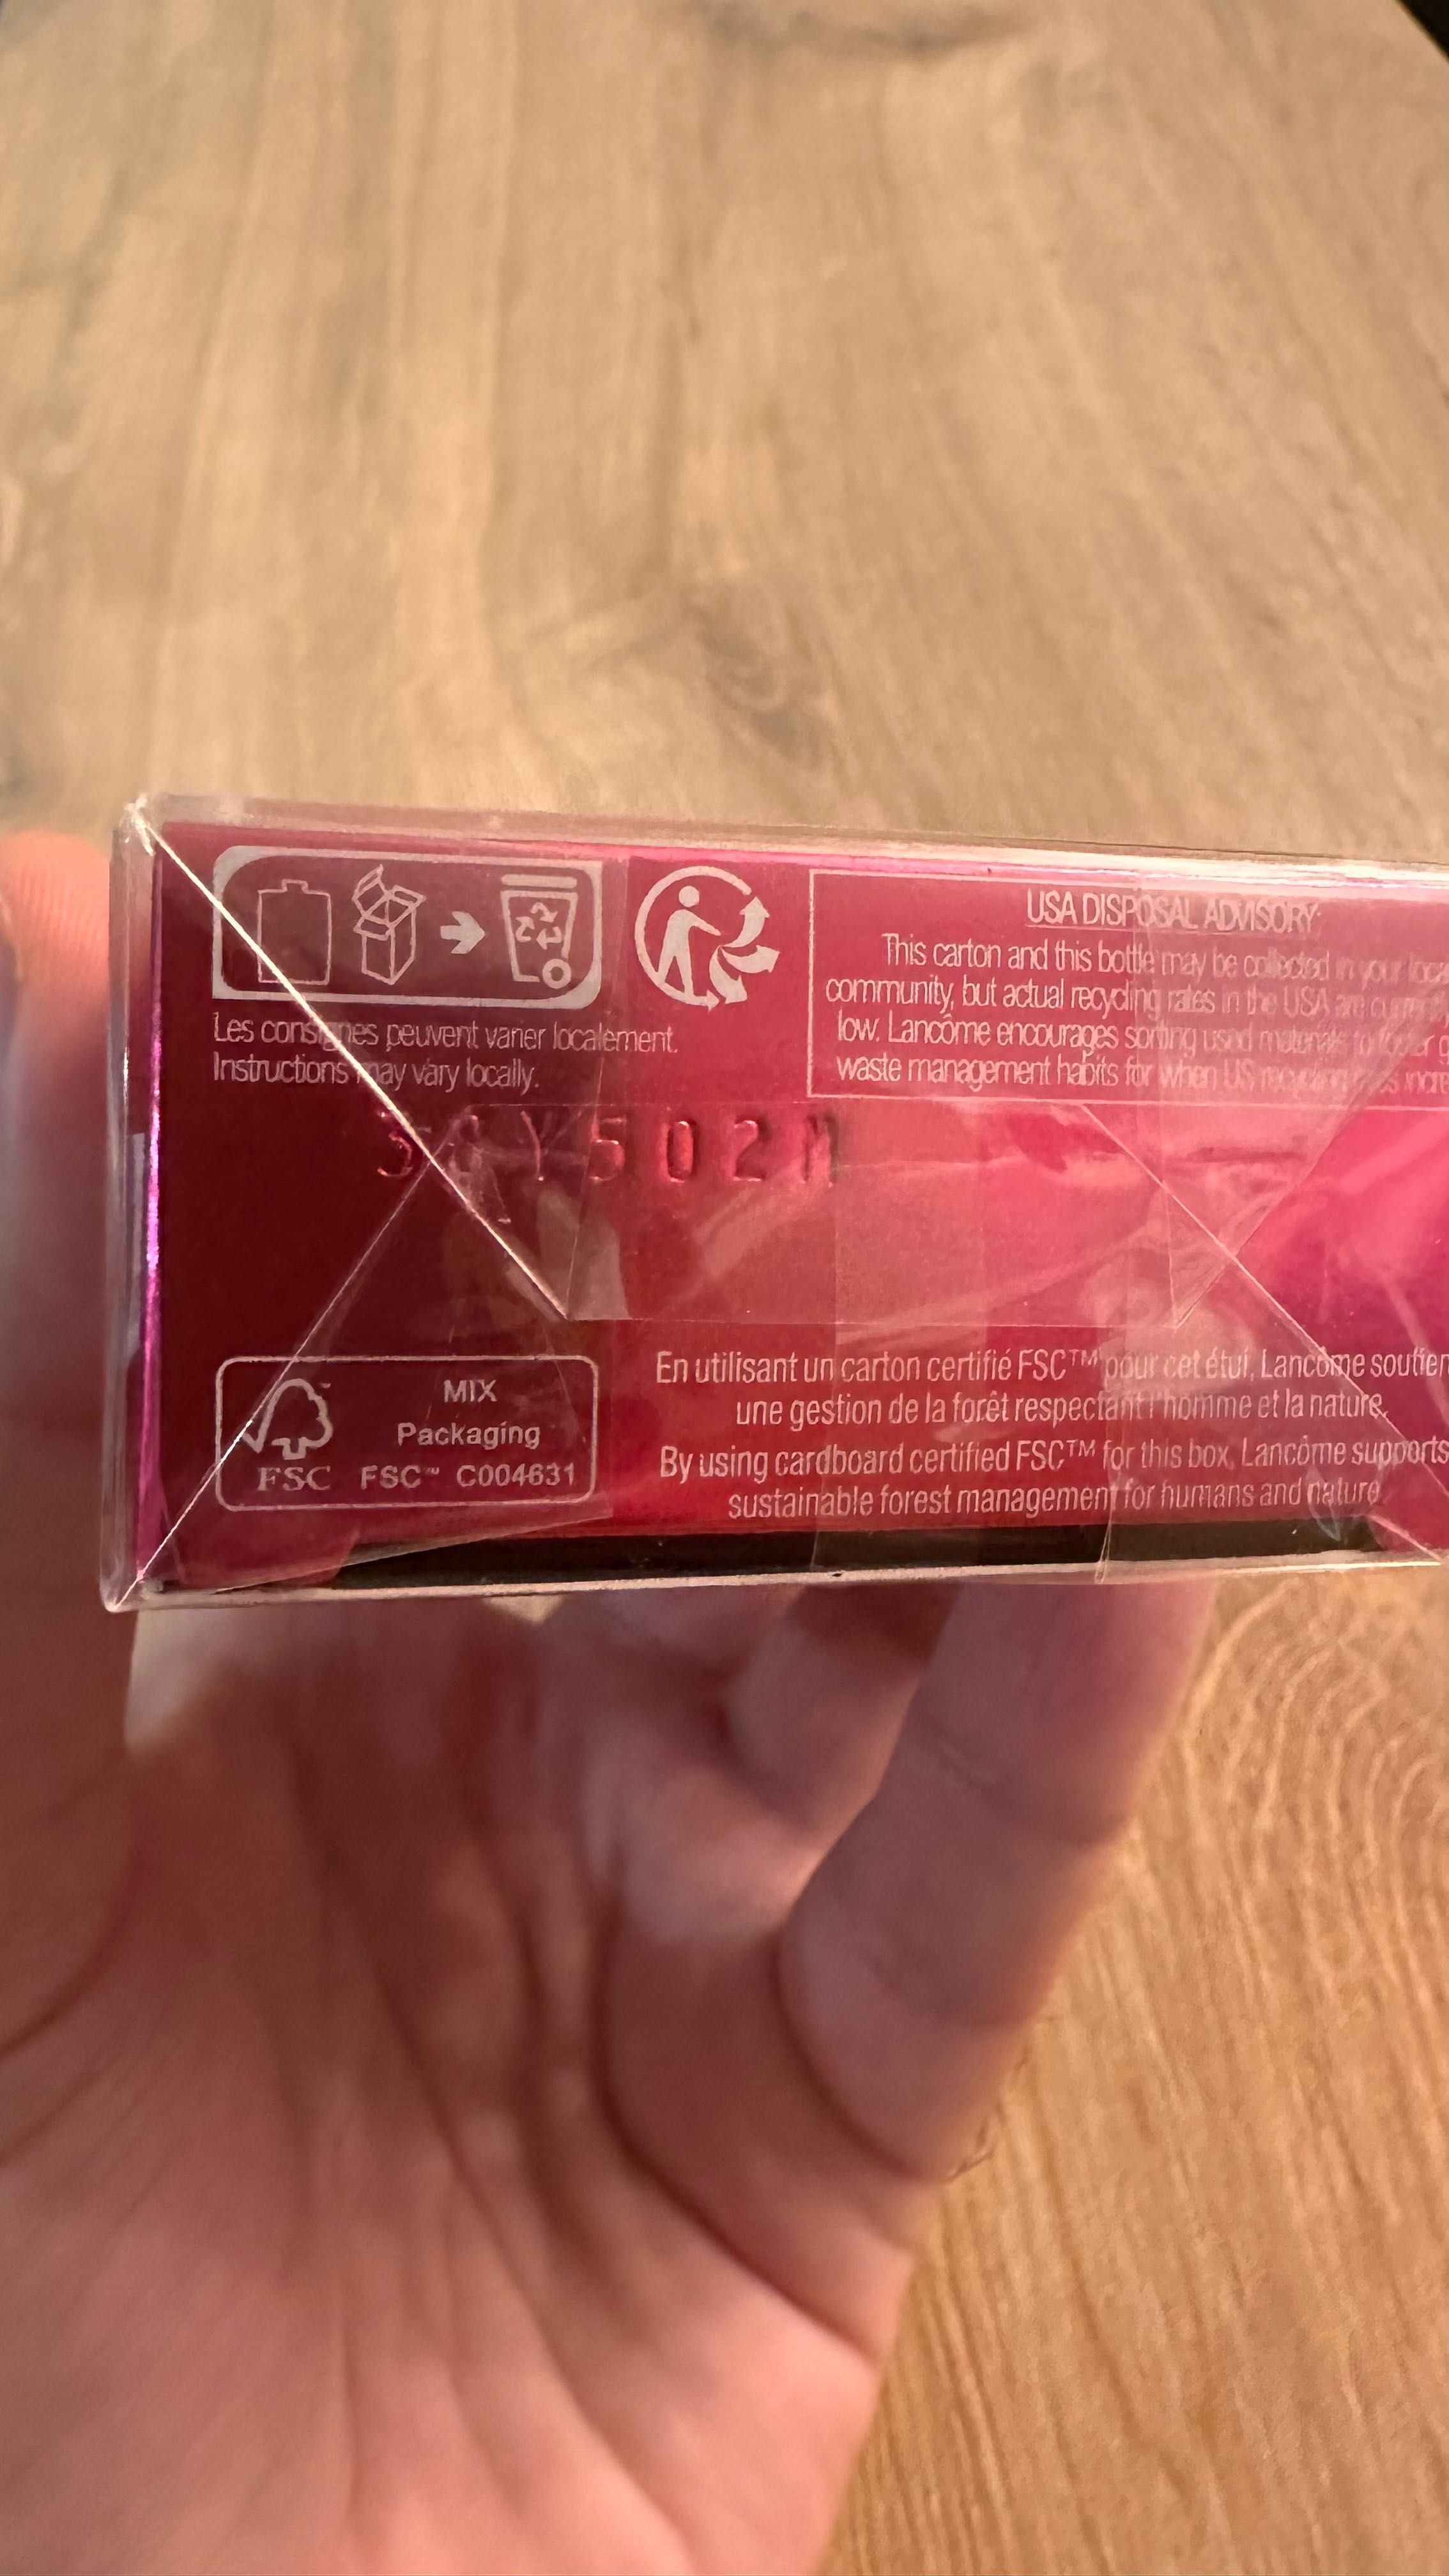 USA DISPOSAL ADVISORY:
This carton and this bottle may be collected in your
community, but actual recycling rates in the USA are
low. Lancôme encourages sorting used materials to
waste management habits for when US recycling
Les consignes peuvent varier localement.
Instructions may vary locally.
Y502M
MIX
Packaging
FSC FSC™ C004631
En utilisant un carton certifié FSC™ pour cet étui, Lancôme soutient
une gestion de la forêt respectant l'homme et la nature.
By using cardboard certified FSC™ for this box, Lancôme supports
sustainable forest management for humans and nature.